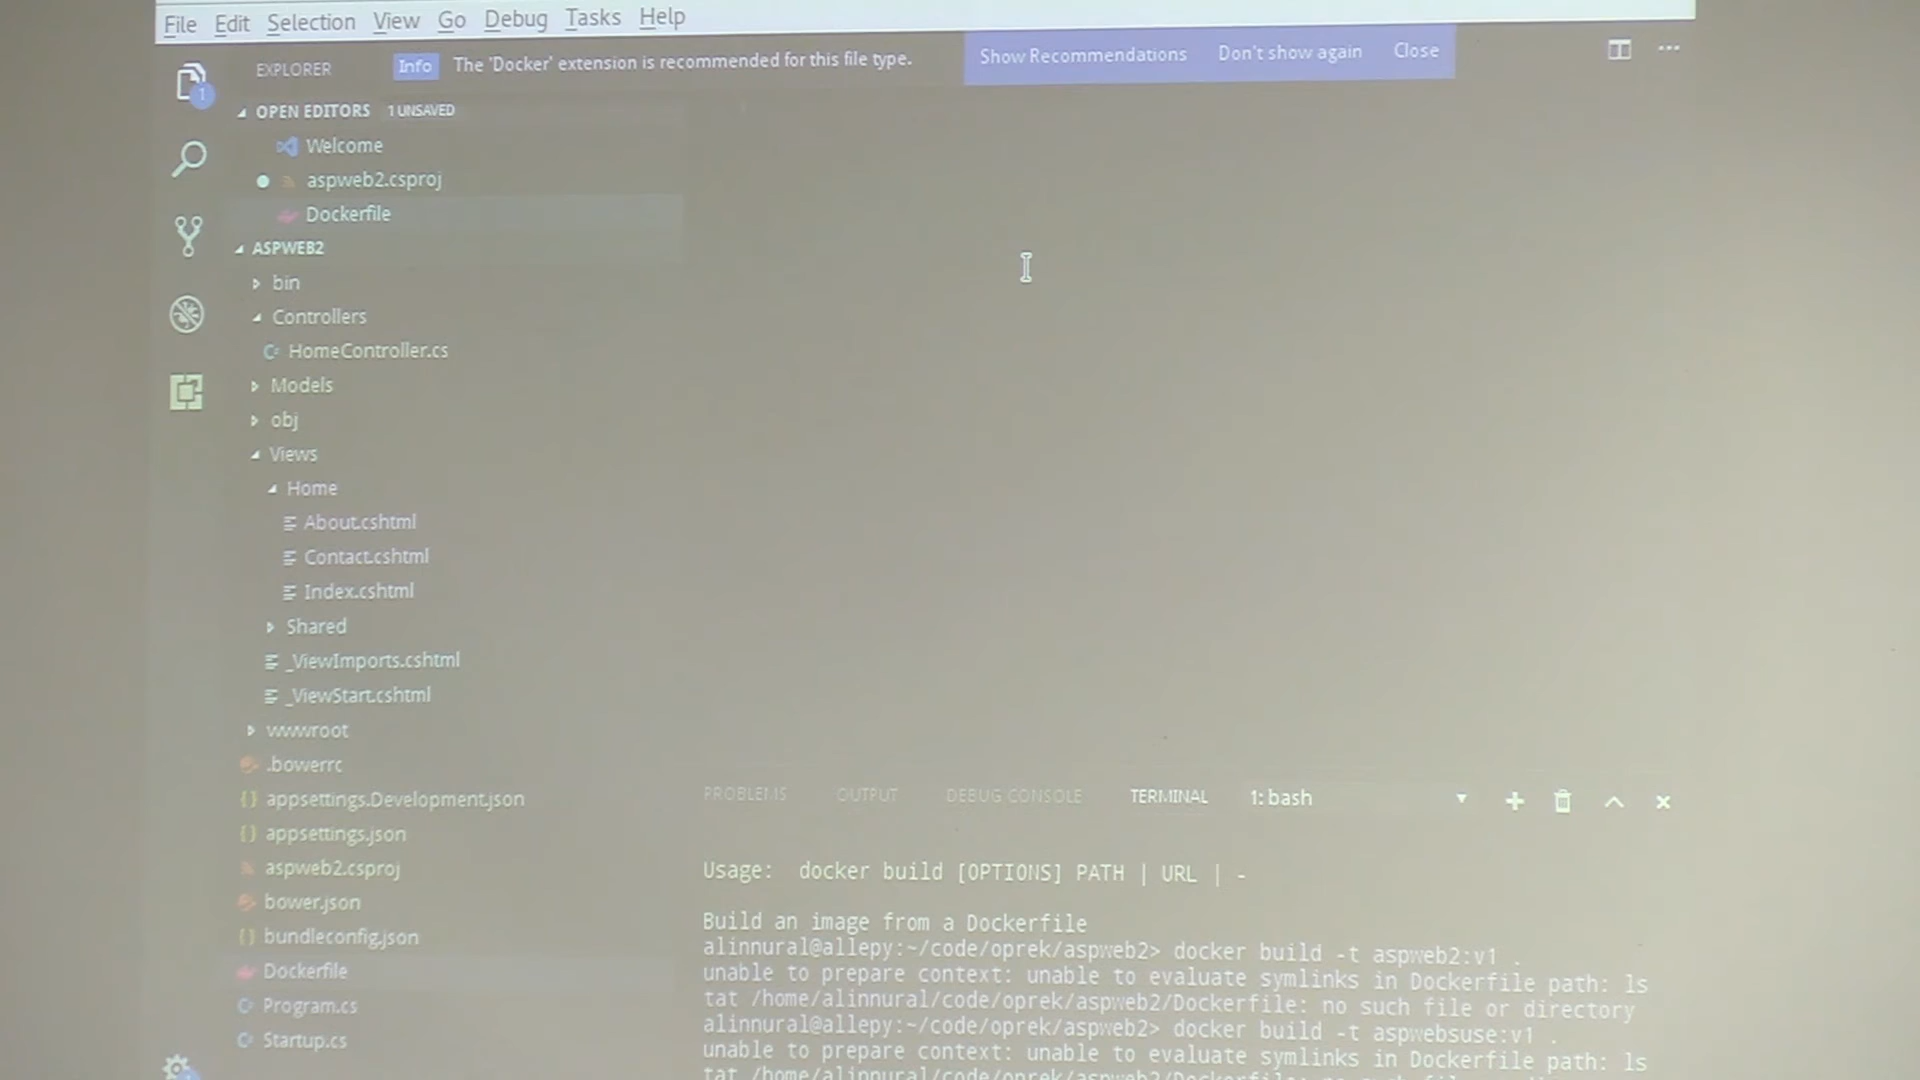 File Edit Selection View Go Debug Tasks Help
EXPLORER
Info The 'Docker' extension is recommended for this file type. Show Recommendations Don't show again Close
1
OPEN EDITORS 1 UNSAVED
Welcome
aspweb2.csproj
Dockerfile
ASPWEB2
bin
Controllers
HomeController.cs
Models
obj
Views
Home
About.cshtml
Contact.cshtml
Index.cshtml
Shared
_ViewImports.cshtml
_ViewStart.cshtml
wwwroot
.bowerrc
appsettings.Development.json
appsettings.json
aspweb2.csproj
bower.json
bundleconfig.json
Dockerfile
Program.cs
Startup.cs
PROBLEMS OUTPUT DEBUG CONSOLE TERMINAL 1: bash
Usage: docker build [OPTIONS] PATH | URL | -
Build an image from a Dockerfile
alinnural@allepy:~/code/oprek/aspweb2> docker build -t aspweb2:v1 .
unable to prepare context: unable to evaluate symlinks in Dockerfile path: ls
tat /home/alinnural/code/oprek/aspweb2/Dockerfile: no such file or directory
alinnural@allepy:~/code/oprek/aspweb2> docker build -t aspwebsuse:v1 .
unable to prepare context: unable to evaluate symlinks in Dockerfile path: ls